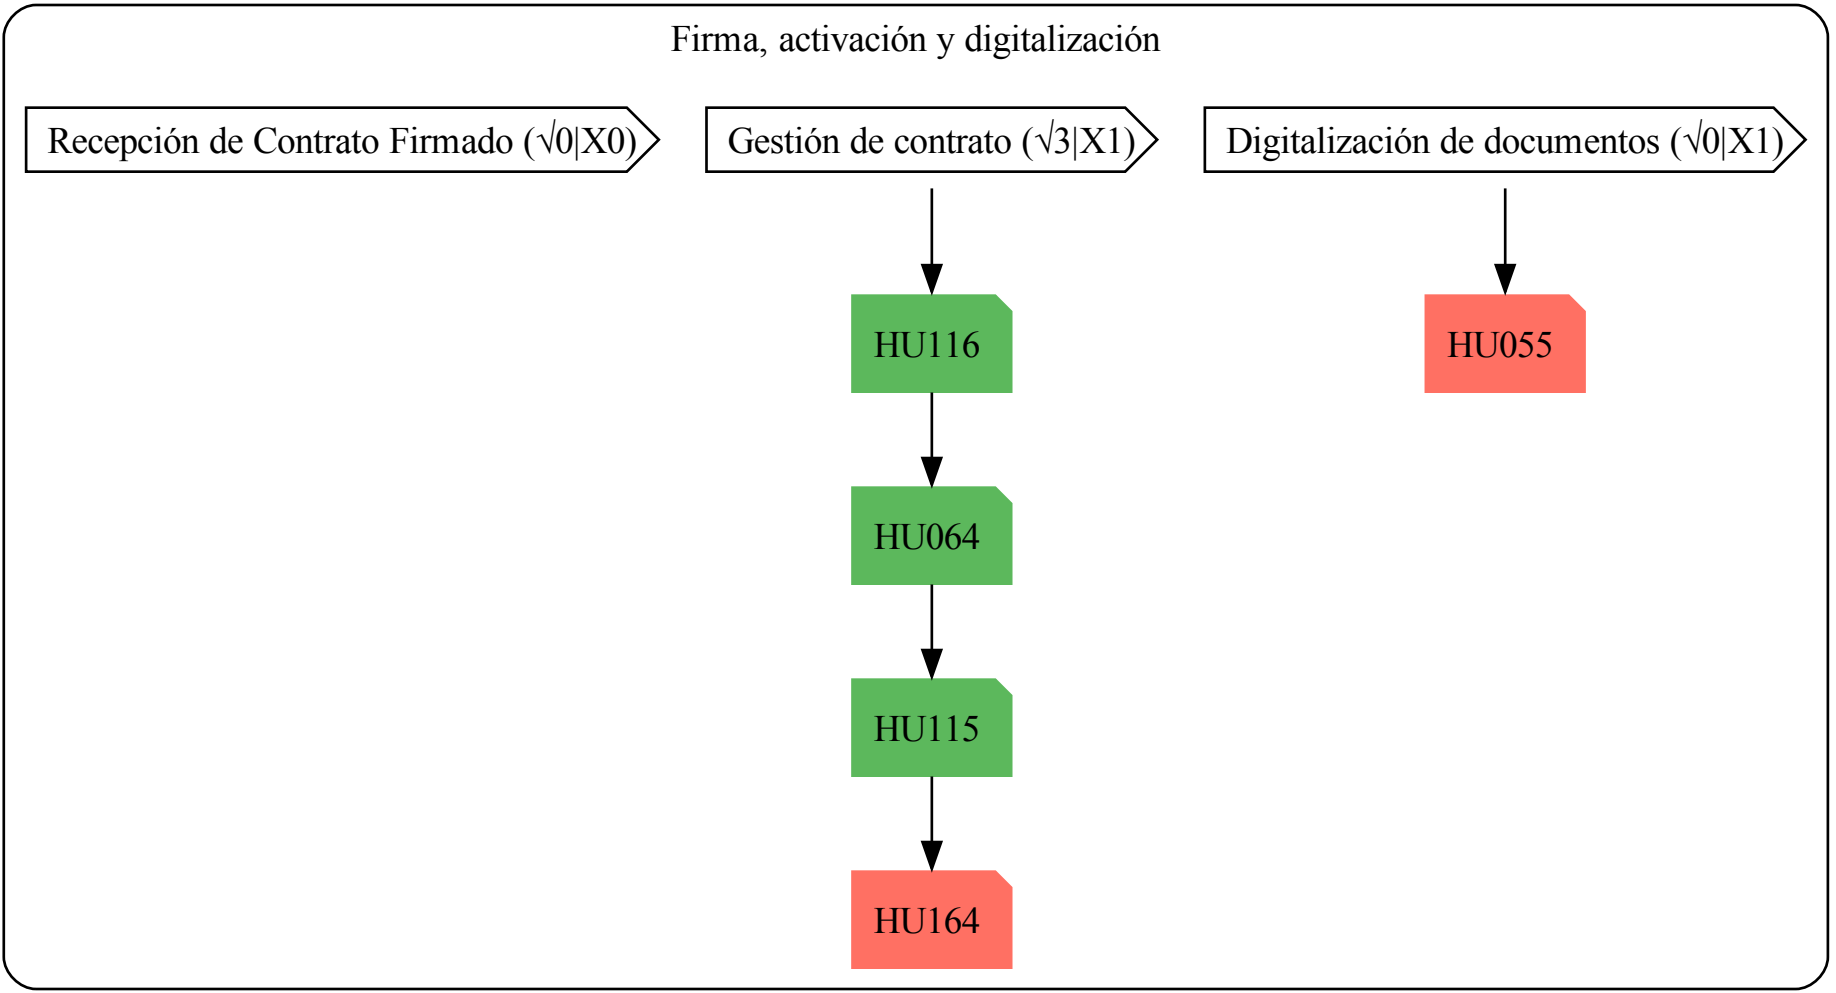 Firma, activación y digitalización
Recepción de Contrato Firmado (√0|X0)
Gestión de contrato (√3|X1)
Digitalización de documentos (√0|X1)
HU116
HU055
HU064
HU115
HU164